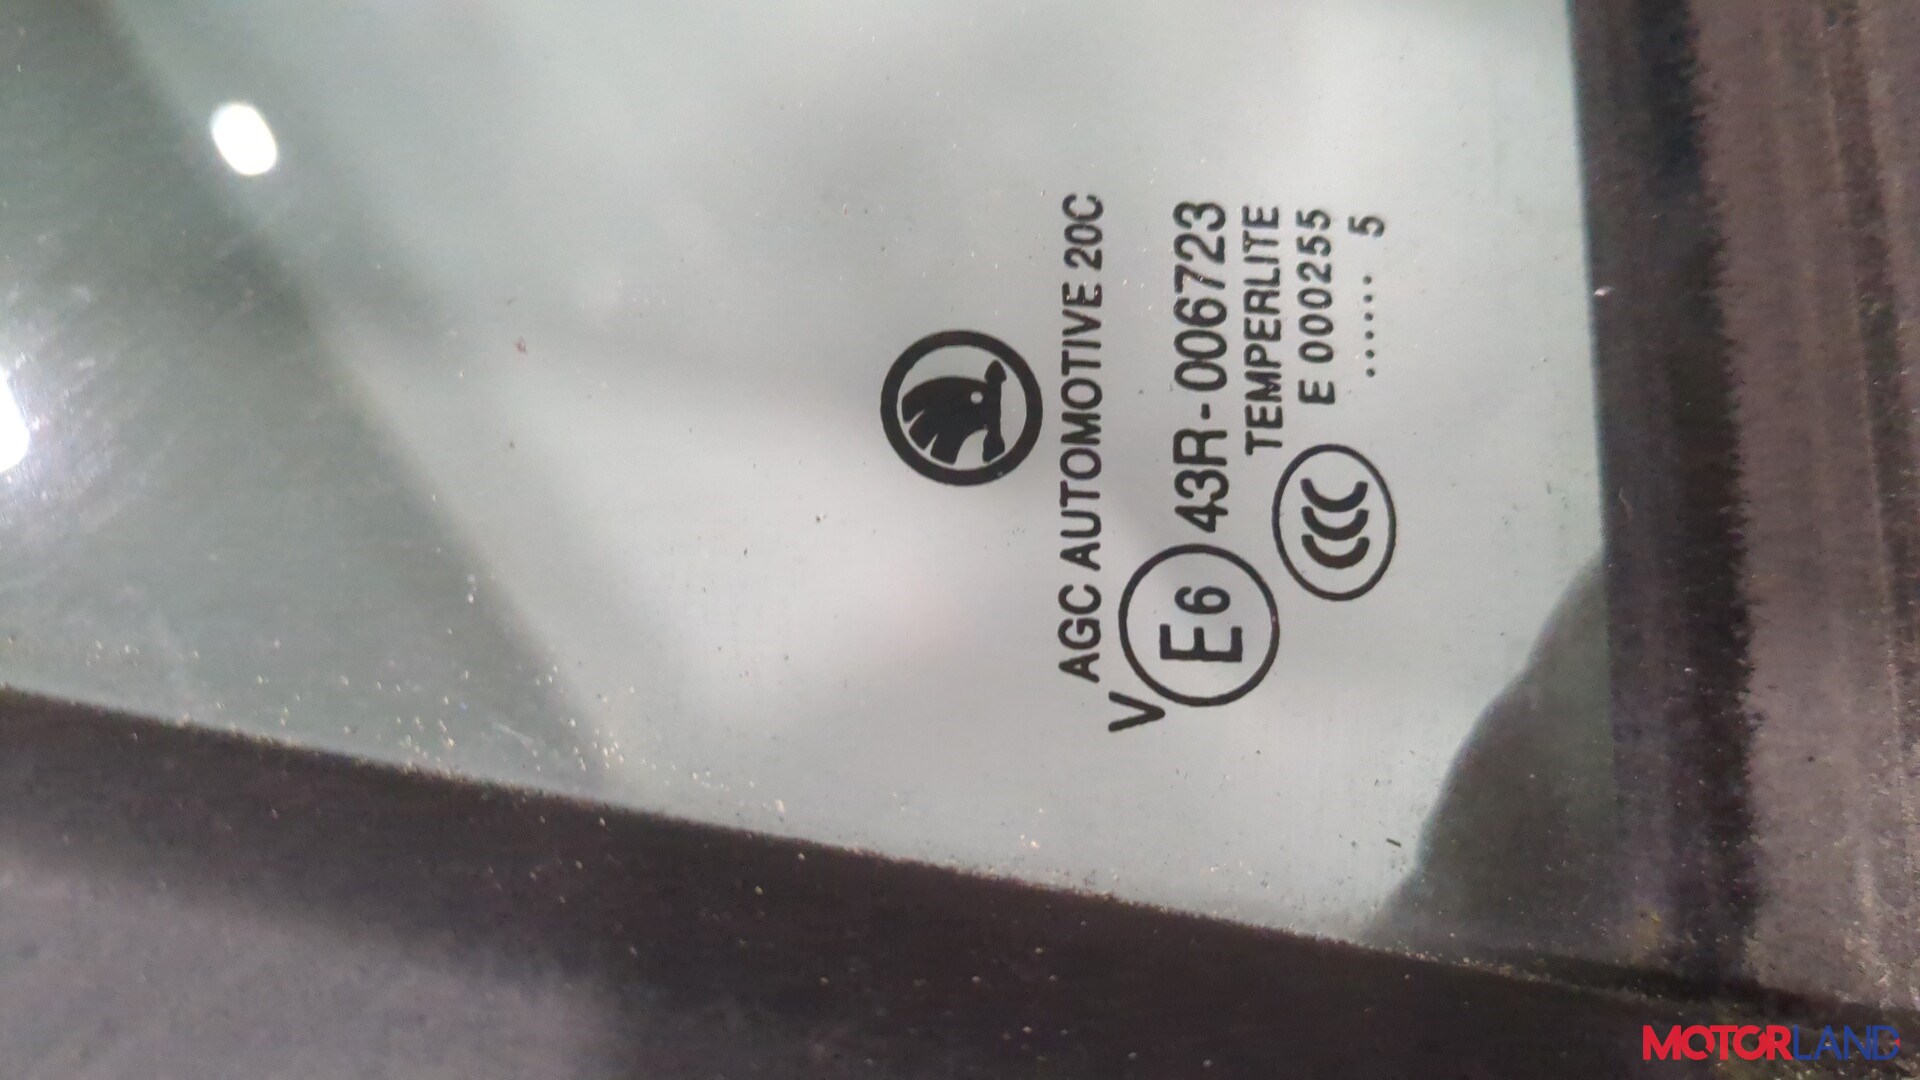 AGC AUTOMOTIVE 20C
V E6 43R-006723
TEMPERLITE
CCC E 000255
...... 5
MOTORLAND